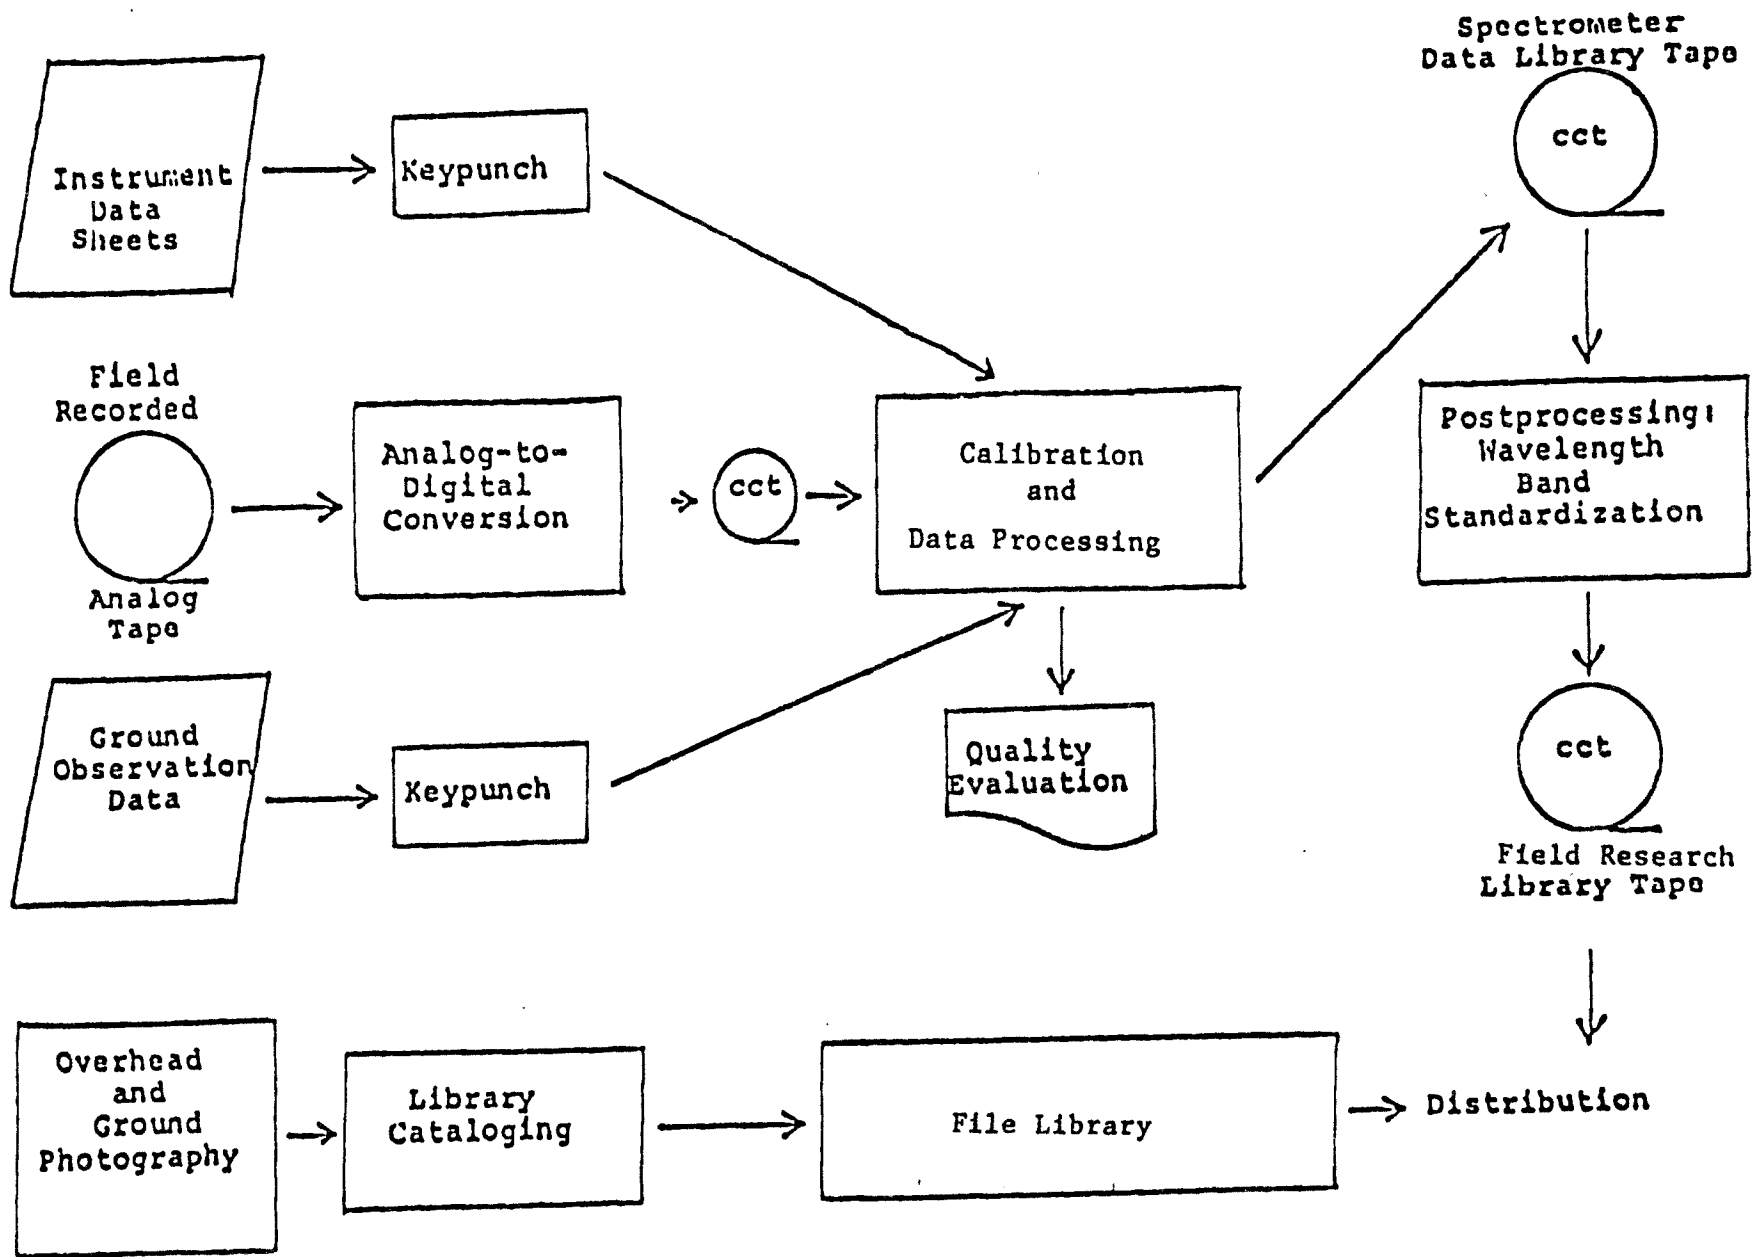 Spectrometer
Data Library Tape
cct
Instrument
Data
Sheets
Keypunch
Field
Recorded
Analog
Tape
Analog-to-
Digital
Conversion
cct
Calibration
and
Data Processing
Postprocessing:
Wavelength
Band
Standardization
Ground
Observation
Data
Keypunch
Quality
Evaluation
cct
Field Research
Library Tape
Overhead
and
Ground
Photography
Library
Cataloging
File Library
Distribution